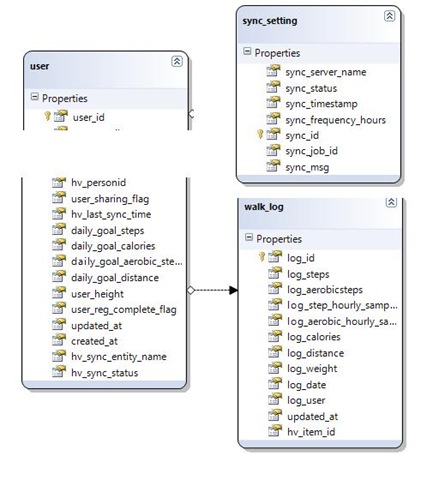 sync_setting
Properties
sync_server_name
sync_status
sync_timestamp
sync_frequency_hours
sync_id
sync_job_id
sync_msg
user
Properties
user_id
hv_personid
user_sharing_flag
hv_last_sync_time
daily_goal_steps
daily_goal_calories
daily_goal_aerobic_ste...
daily_goal_distance
user_height
user_reg_complete_flag
updated_at
created_at
hv_sync_entity_name
hv_sync_status
walk_log
Properties
log_id
log_steps
log_aerobicsteps
log_step_hourly_samp...
log_aerobic_hourly_sa...
log_calories
log_distance
log_weight
log_date
log_user
updated_at
hv_item_id